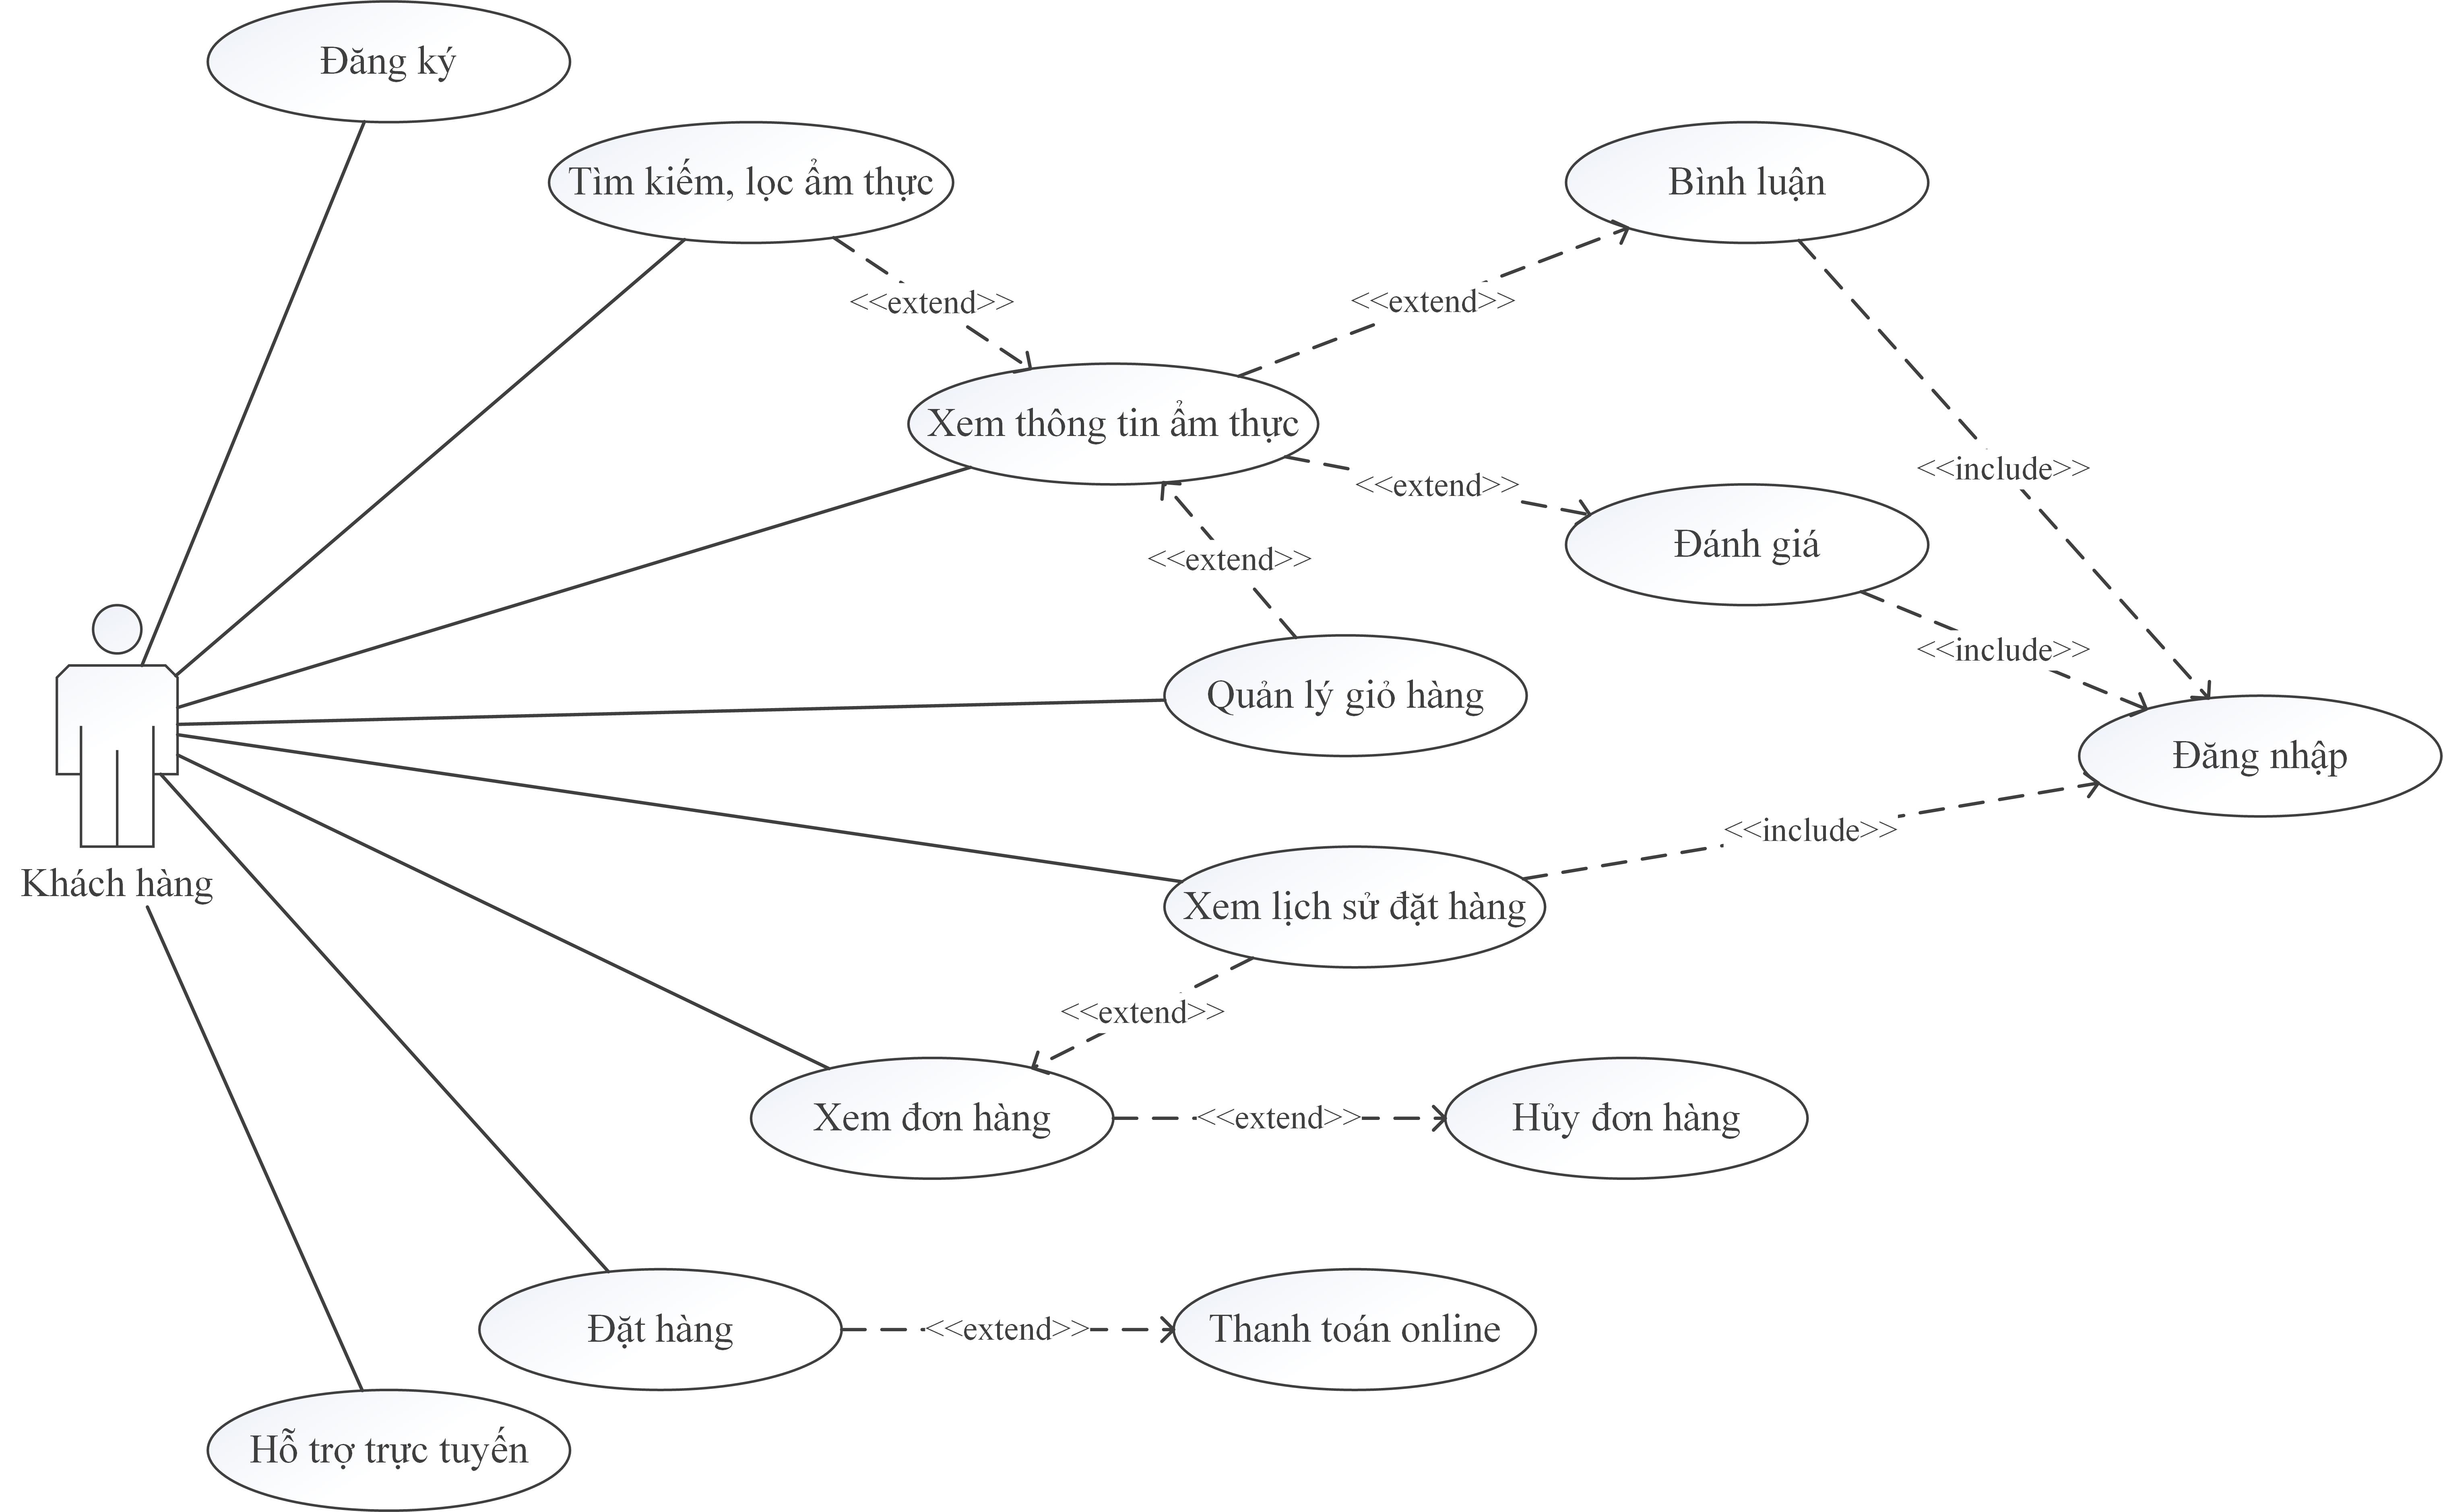 Đăng ký
Tìm kiếm, lọc ẩm thực
Bình luận
<<extend>>
<<extend>>
Xem thông tin ẩm thực
<<include>>
<<extend>>
Đánh giá
<<extend>>
<<include>>
Quản lý giỏ hàng
Đăng nhập
<<include>>
Khách hàng
Xem lịch sử đặt hàng
<<extend>>
Xem đơn hàng
<<extend>>
Hủy đơn hàng
Đặt hàng
<<extend>>
Thanh toán online
Hỗ trợ trực tuyến